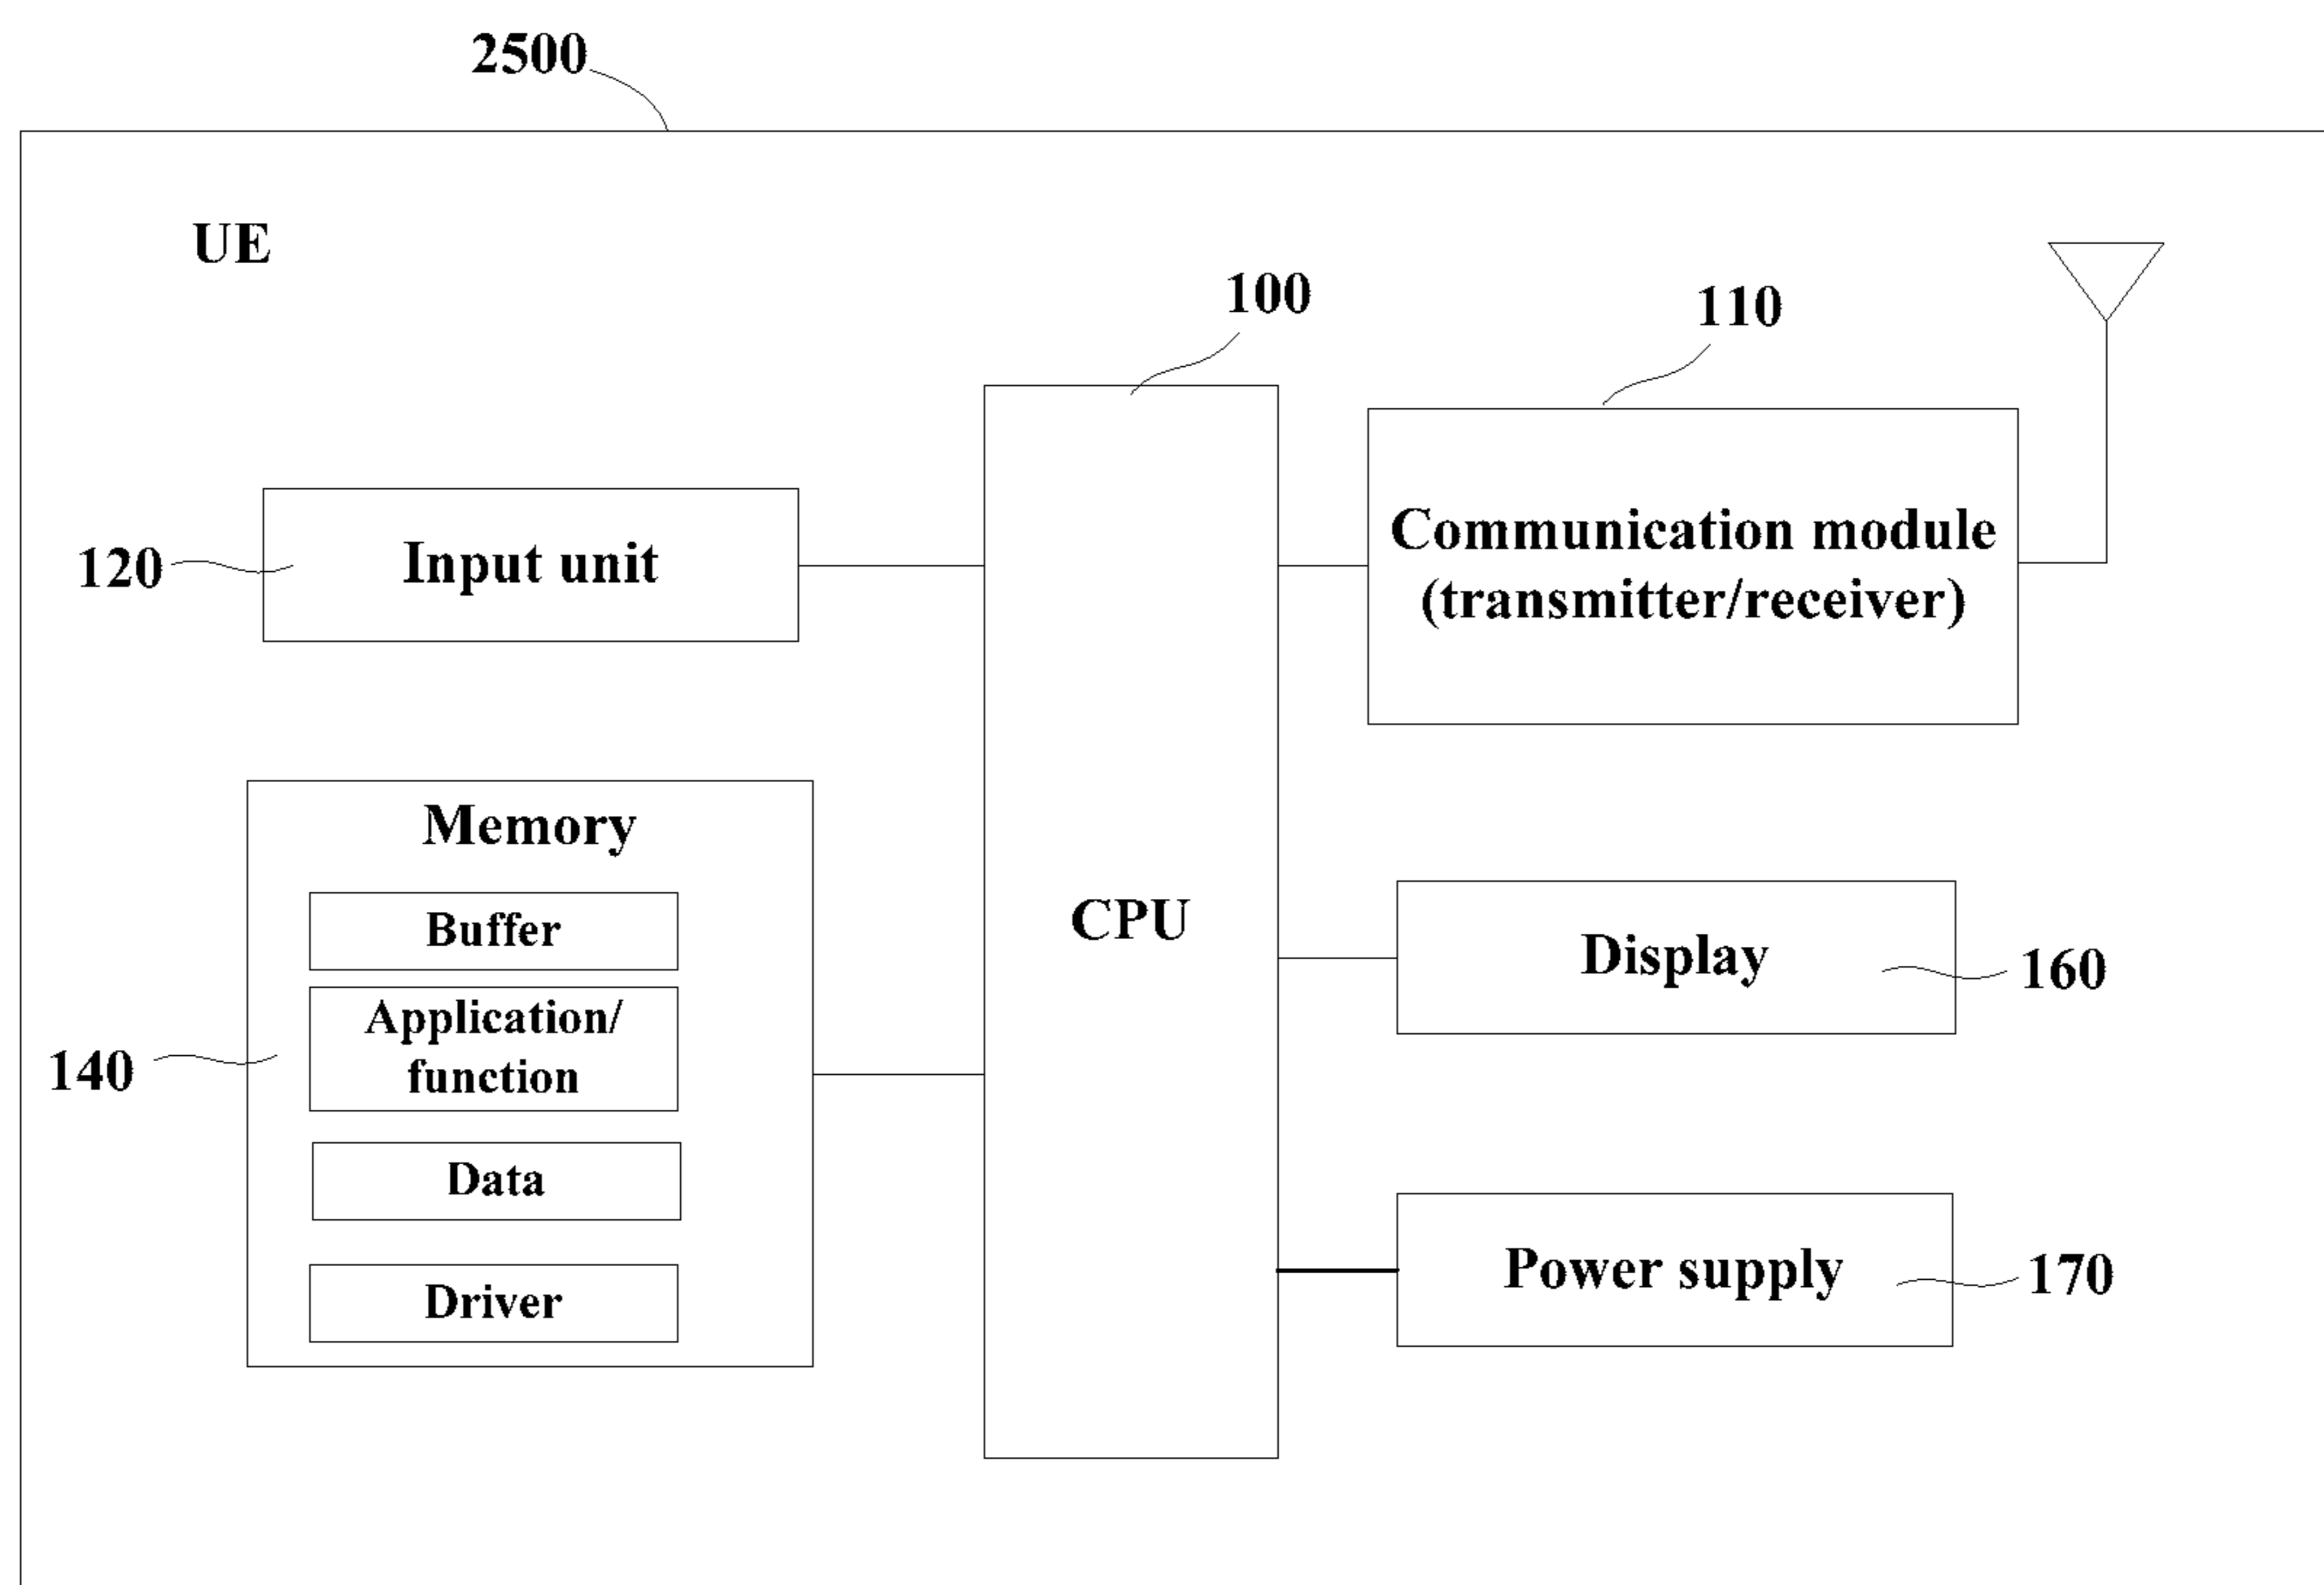 2500
UE
100
110
120
Input unit
Communication module
(transmitter/receiver)
Memory
Buffer
Application/
function
Data
Driver
140
CPU
Display
160
Power supply
170